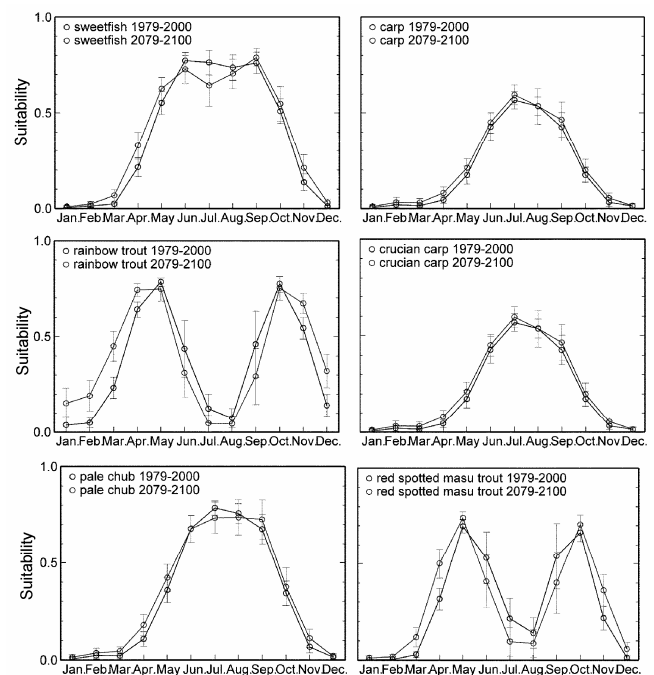 1.0
sweetfish 1979-2000
sweetfish 2079-2100
Suitability
0.5
0.0
Jan. Feb. Mar. Apr. May Jun. Jul. Aug. Sep. Oct. Nov. Dec.
carp 1979-2000
carp 2079-2100
Jan. Feb. Mar. Apr. May Jun. Jul. Aug. Sep. Oct. Nov. Dec.
1.0
rainbow trout 1979-2000
rainbow trout 2079-2100
0.5
0.0
Jan. Feb. Mar. Apr. May Jun. Jul. Aug. Sep. Oct. Nov. Dec.
crucian carp 1979-2000
crucian carp 2079-2100
Jan. Feb. Mar. Apr. May Jun. Jul. Aug. Sep. Oct. Nov. Dec.
1.0
pale chub 1979-2000
pale chub 2079-2100
Suitability
0.5
0.0
Jan. Feb. Mar. Apr. May Jun. Jul. Aug. Sep. Oct. Nov. Dec.
red spotted masu trout 1979-2000
red spotted masu trout 2079-2100
Jan. Feb. Mar. Apr. May Jun. Jul. Aug. Sep. Oct. Nov. Dec.